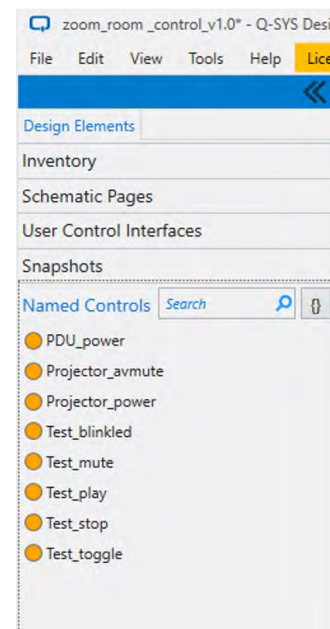 zoom_room _control_v1.0* - Q-SYS Desi
File Edit View Tools Help Lice
Design Elements
Inventory
Schematic Pages
User Control Interfaces
Snapshots
Named Controls Search {}
PDU_power
Projector_avmute
Projector_power
Test_blinkled
Test_mute
Test_play
Test_stop
Test_toggle